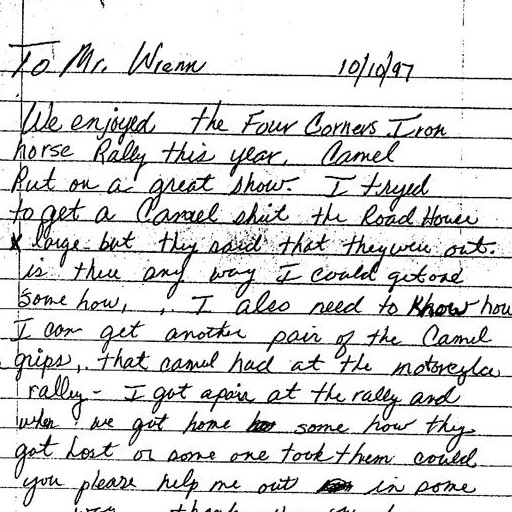 To Mr. Wienn 10/10/97
We enjoyed the Four Corners Iron
horse Rally this year. Camel
Put on a great show. I tryed
to get a Camel shirt the Road House
X large but they said that they were out.
is there any way I could get one
some how, . I also need to know how
I can get another pair of the Camel
grips, that camel had at the motorcycle
rally - I got a pair at the rally and
when we got home some how they
got lost or some one took them could
you please help me out in some